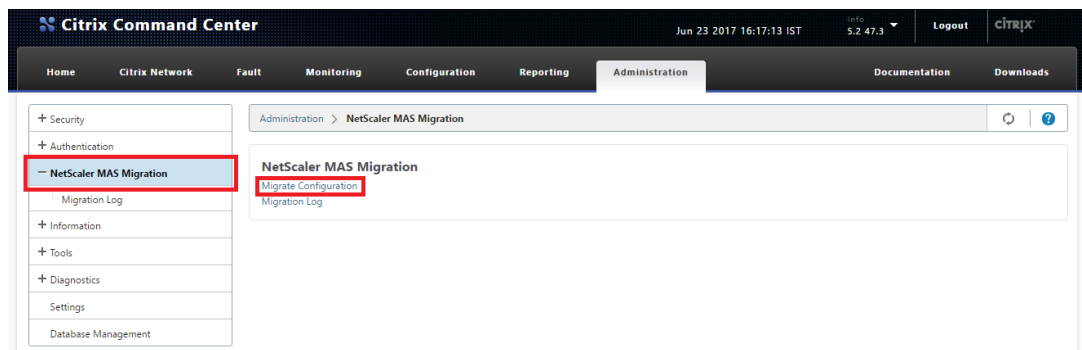 Citrix Command Center
Jun 23 2017 16:17:13 IST
Info
5.2 47.3
Logout
CITRIX
Home Citrix Network Fault Monitoring Configuration Reporting Administration Documentation Downloads
+ Security
Administration > NetScaler MAS Migration
?
+ Authentication
− NetScaler MAS Migration
Migration Log
+ Information
+ Tools
+ Diagnostics
Settings
Database Management
NetScaler MAS Migration
Migrate Configuration
Migration Log